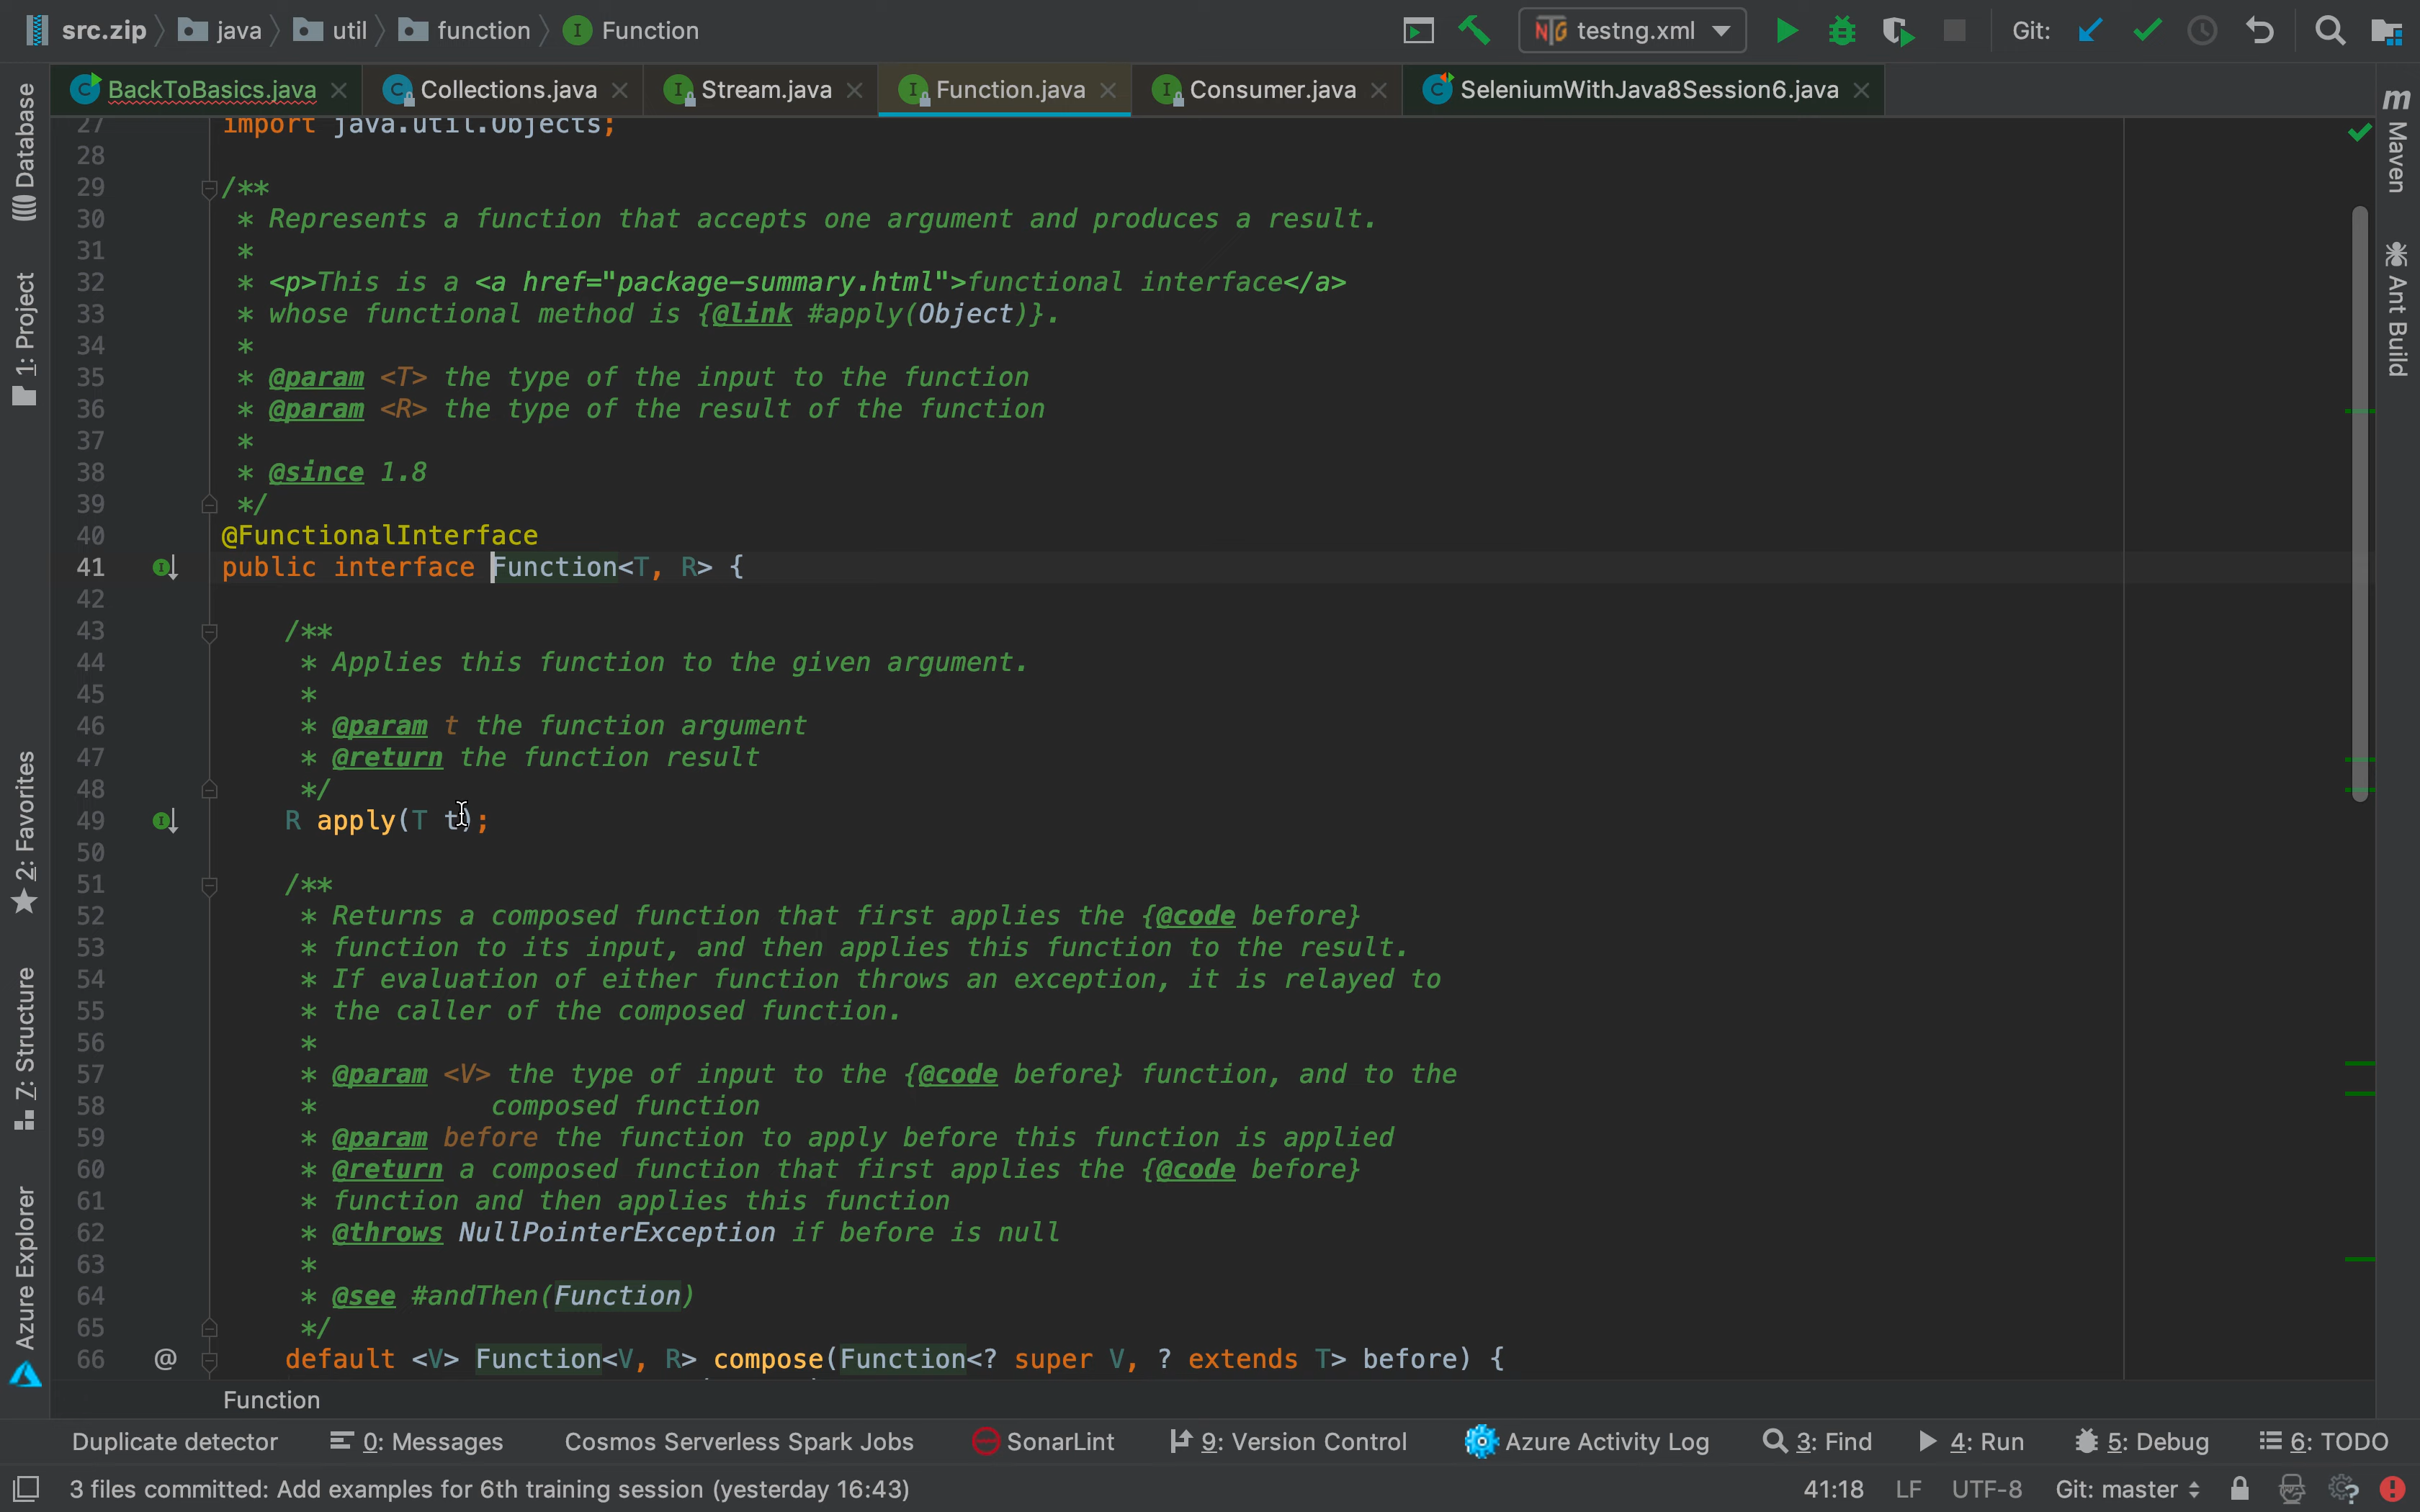 src.zip java util function Function testng.xml Git:
BackToBasics.java Collections.java Stream.java Function.java Consumer.java SeleniumWithJava8Session6.java
Database
1: Project
2: Favorites
7: Structure
Azure Explorer
m Maven
Ant Build
27 import java.util.Objects;
28
29 /**
30 * Represents a function that accepts one argument and produces a result.
31 *
32 * <p>This is a <a href="package-summary.html">functional interface</a>
33 * whose functional method is {@link #apply(Object)}.
34 *
35 * @param <T> the type of the input to the function
36 * @param <R> the type of the result of the function
37 *
38 * @since 1.8
39 */
40 @FunctionalInterface
41 public interface Function<T, R> {
42
43 /**
44 * Applies this function to the given argument.
45 *
46 * @param t the function argument
47 * @return the function result
48 */
49 R apply(T t);
50
51 /**
52 * Returns a composed function that first applies the {@code before}
53 * function to its input, and then applies this function to the result.
54 * If evaluation of either function throws an exception, it is relayed to
55 * the caller of the composed function.
56 *
57 * @param <V> the type of input to the {@code before} function, and to the
58 * composed function
59 * @param before the function to apply before this function is applied
60 * @return a composed function that first applies the {@code before}
61 * function and then applies this function
62 * @throws NullPointerException if before is null
63 *
64 * @see #andThen(Function)
65 */
66 @ default <V> Function<V, R> compose(Function<? super V, ? extends T> before) {
Function
Duplicate detector 0: Messages Cosmos Serverless Spark Jobs SonarLint 9: Version Control Azure Activity Log 3: Find 4: Run 5: Debug 6: TODO
3 files committed: Add examples for 6th training session (yesterday 16:43) 41:18 LF UTF-8 Git: master